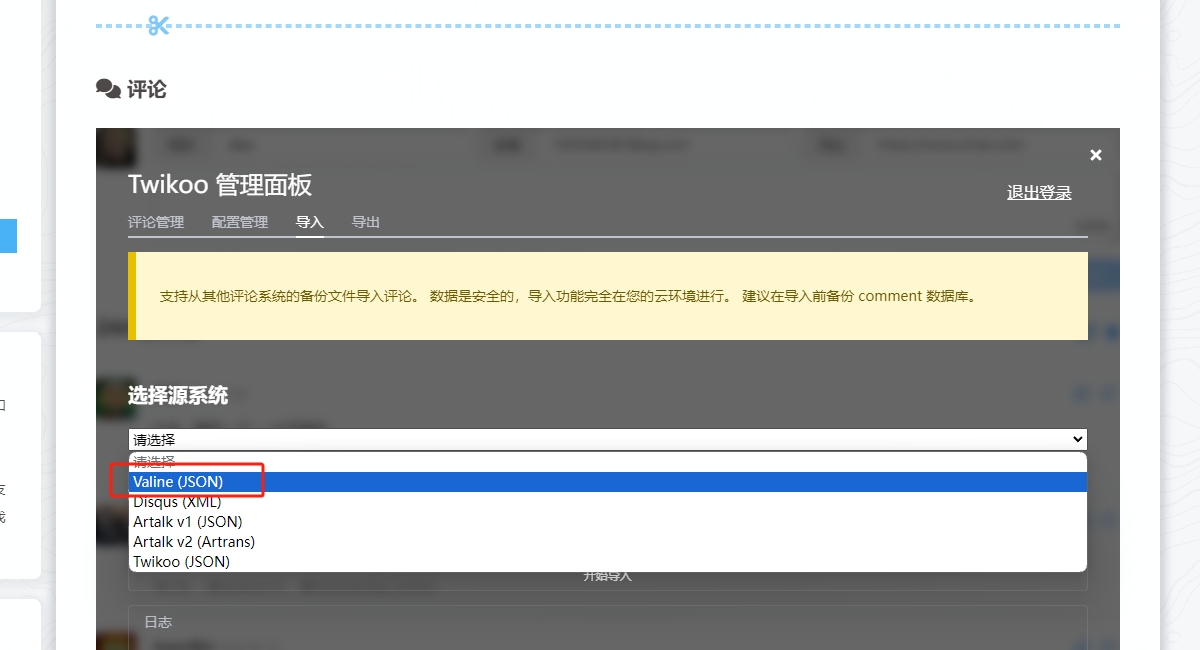 评论
Twikoo 管理面板
退出登录
评论管理 配置管理 导入 导出
支持从其他评论系统的备份文件导入评论。 数据是安全的，导入功能完全在您的云环境进行。 建议在导入前备份 comment 数据库。
选择源系统
请选择
请选择
Valine (JSON)
Disqus (XML)
Artalk v1 (JSON)
Artalk v2 (Artrans)
Twikoo (JSON)
开始导入
日志